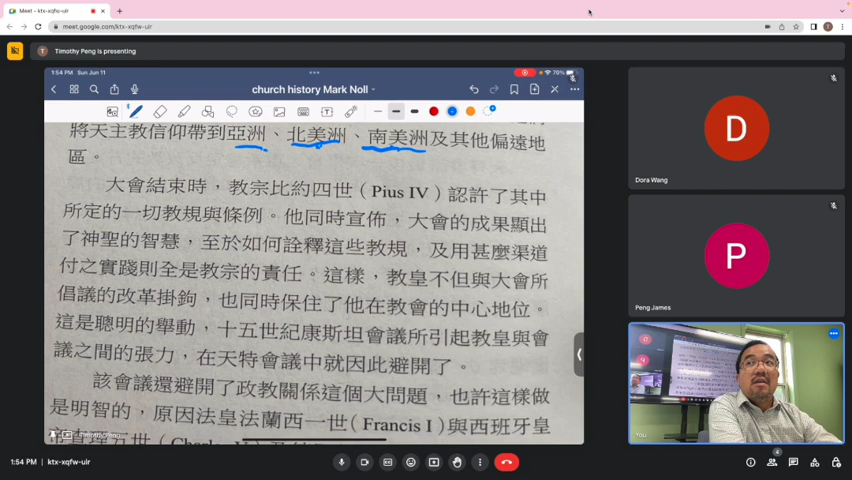 Meet - ktx-xqfw-uir
meet.google.com/ktx-xqfw-uir
Timothy Peng is presenting
1:54 PM Sun Jun 11
70%
church history Mark Noll
將天主教信仰帶到亞洲、北美洲、南美洲及其他偏遠地
區。
大會結束時，教宗比約四世（Pius IV）認許了其中
所定的一切教規與條例。他同時宣佈，大會的成果顯出
了神聖的智慧，至於如何詮釋這些教規，及用甚麼渠道
付之實踐則全是教宗的責任。這樣，教皇不但與大會所
倡議的改革掛鉤，也同時保住了他在教會的中心地位。
這是聰明的舉動，十五世紀康斯坦會議所引起教皇與會
議之間的張力，在天特會議中就因此避開了。
該會議還避開了政教關係這個大問題，也許這樣做
是明智的，原因法皇法蘭西一世（Francis I）與西班牙皇
D
Dora Wang
P
Peng James
You
1:54 PM
ktx-xqfw-uir
4